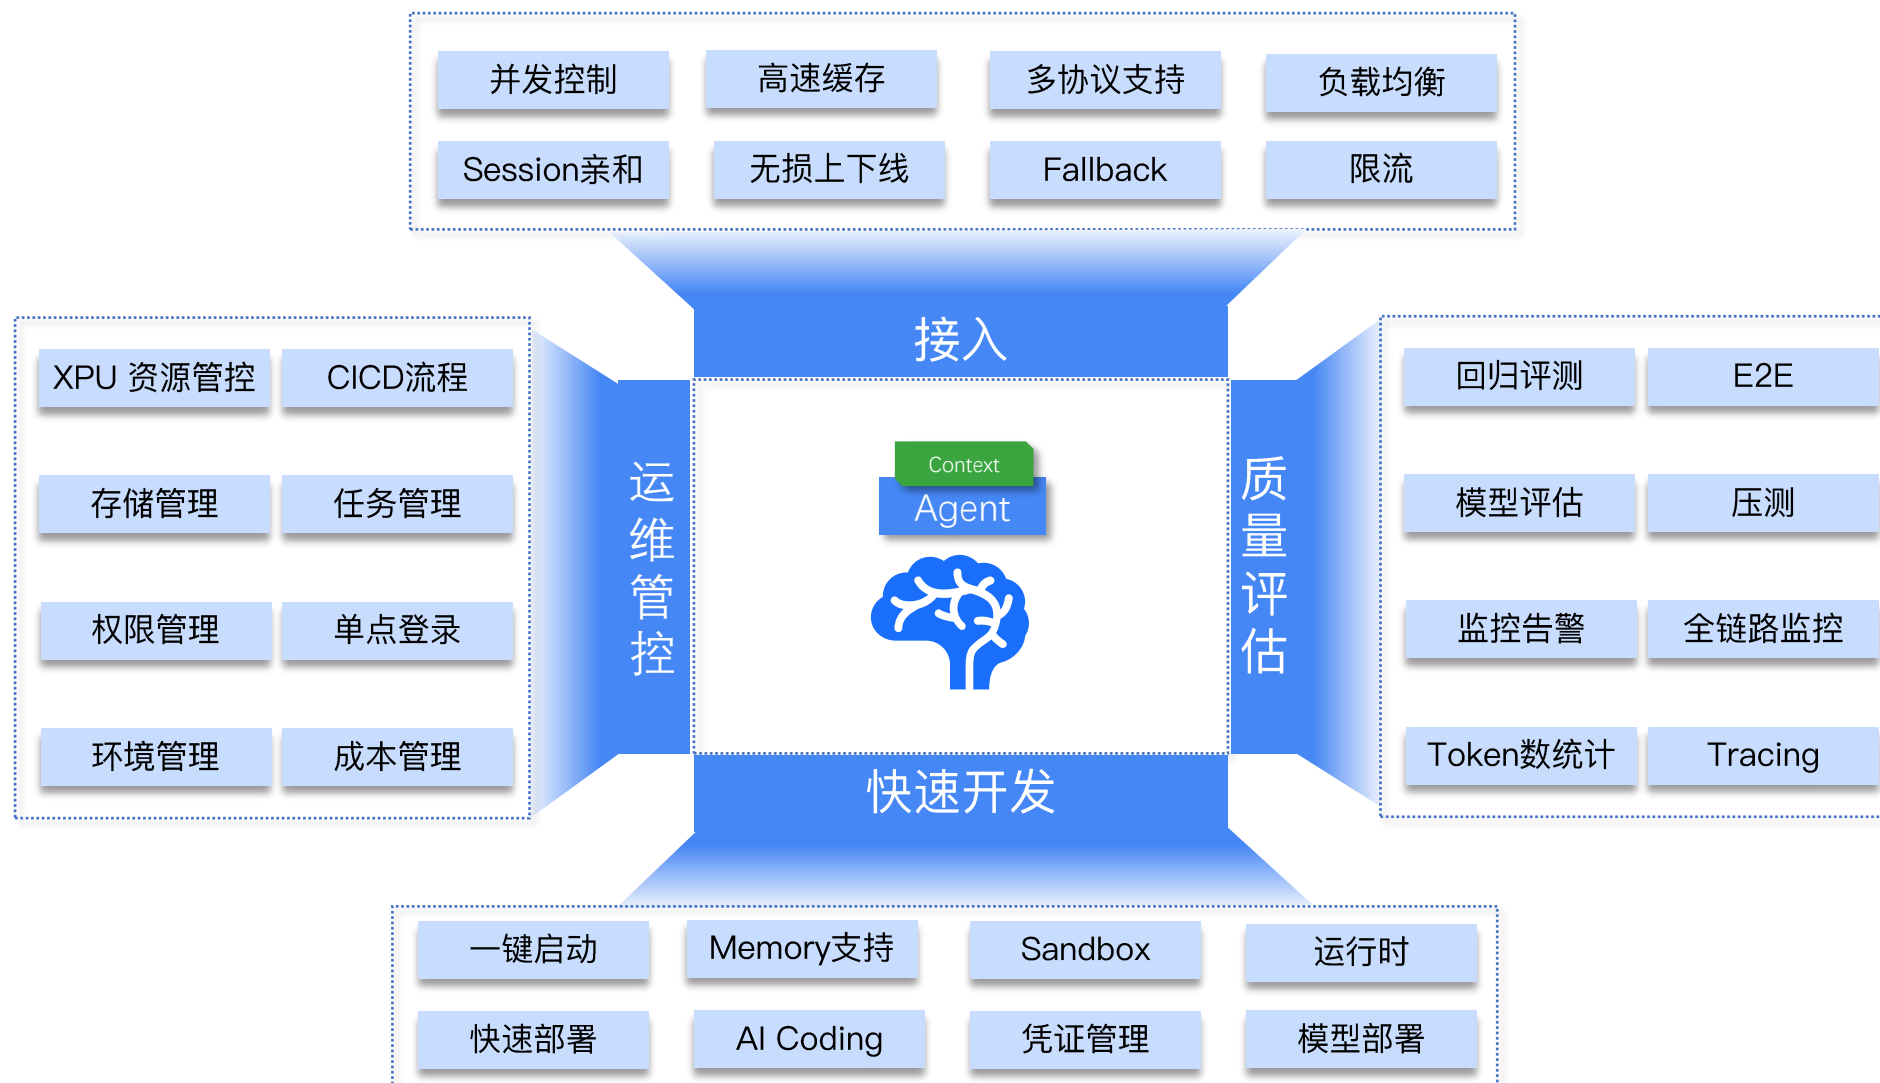 并发控制
高速缓存
多协议支持
负载均衡
Session亲和
无损上下线
Fallback
限流
接入
XPU 资源管控
CICD流程
存储管理
任务管理
权限管理
单点登录
环境管理
成本管理
运维管控
Context
Agent
质量评估
回归评测
E2E
模型评估
压测
监控告警
全链路监控
Token数统计
Tracing
快速开发
一键启动
Memory支持
Sandbox
运行时
快速部署
AI Coding
凭证管理
模型部署